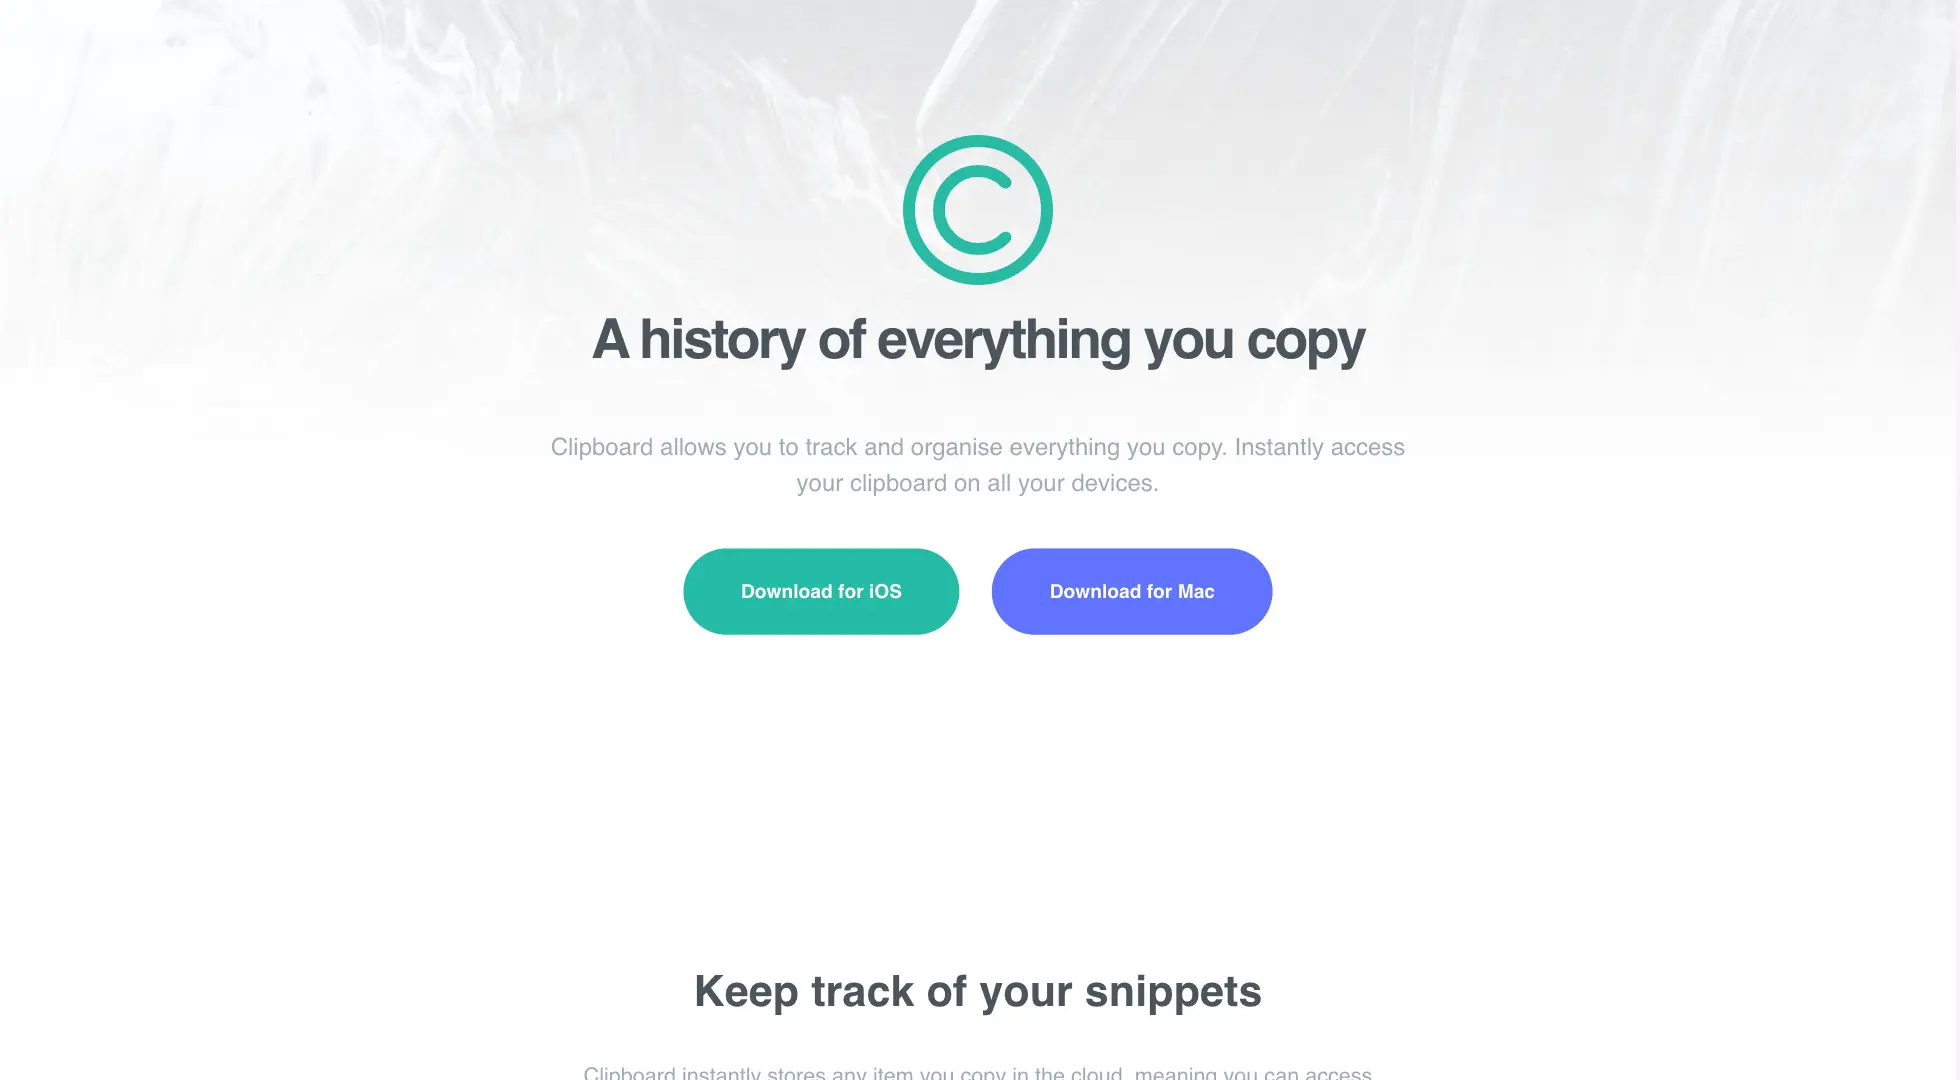 A history of everything you copy
Clipboard allows you to track and organise everything you copy. Instantly access
your clipboard on all your devices.
Download for iOS
Download for Mac
Keep track of your snippets
Clipboard instantly stores any item you copy in the cloud, meaning you can access